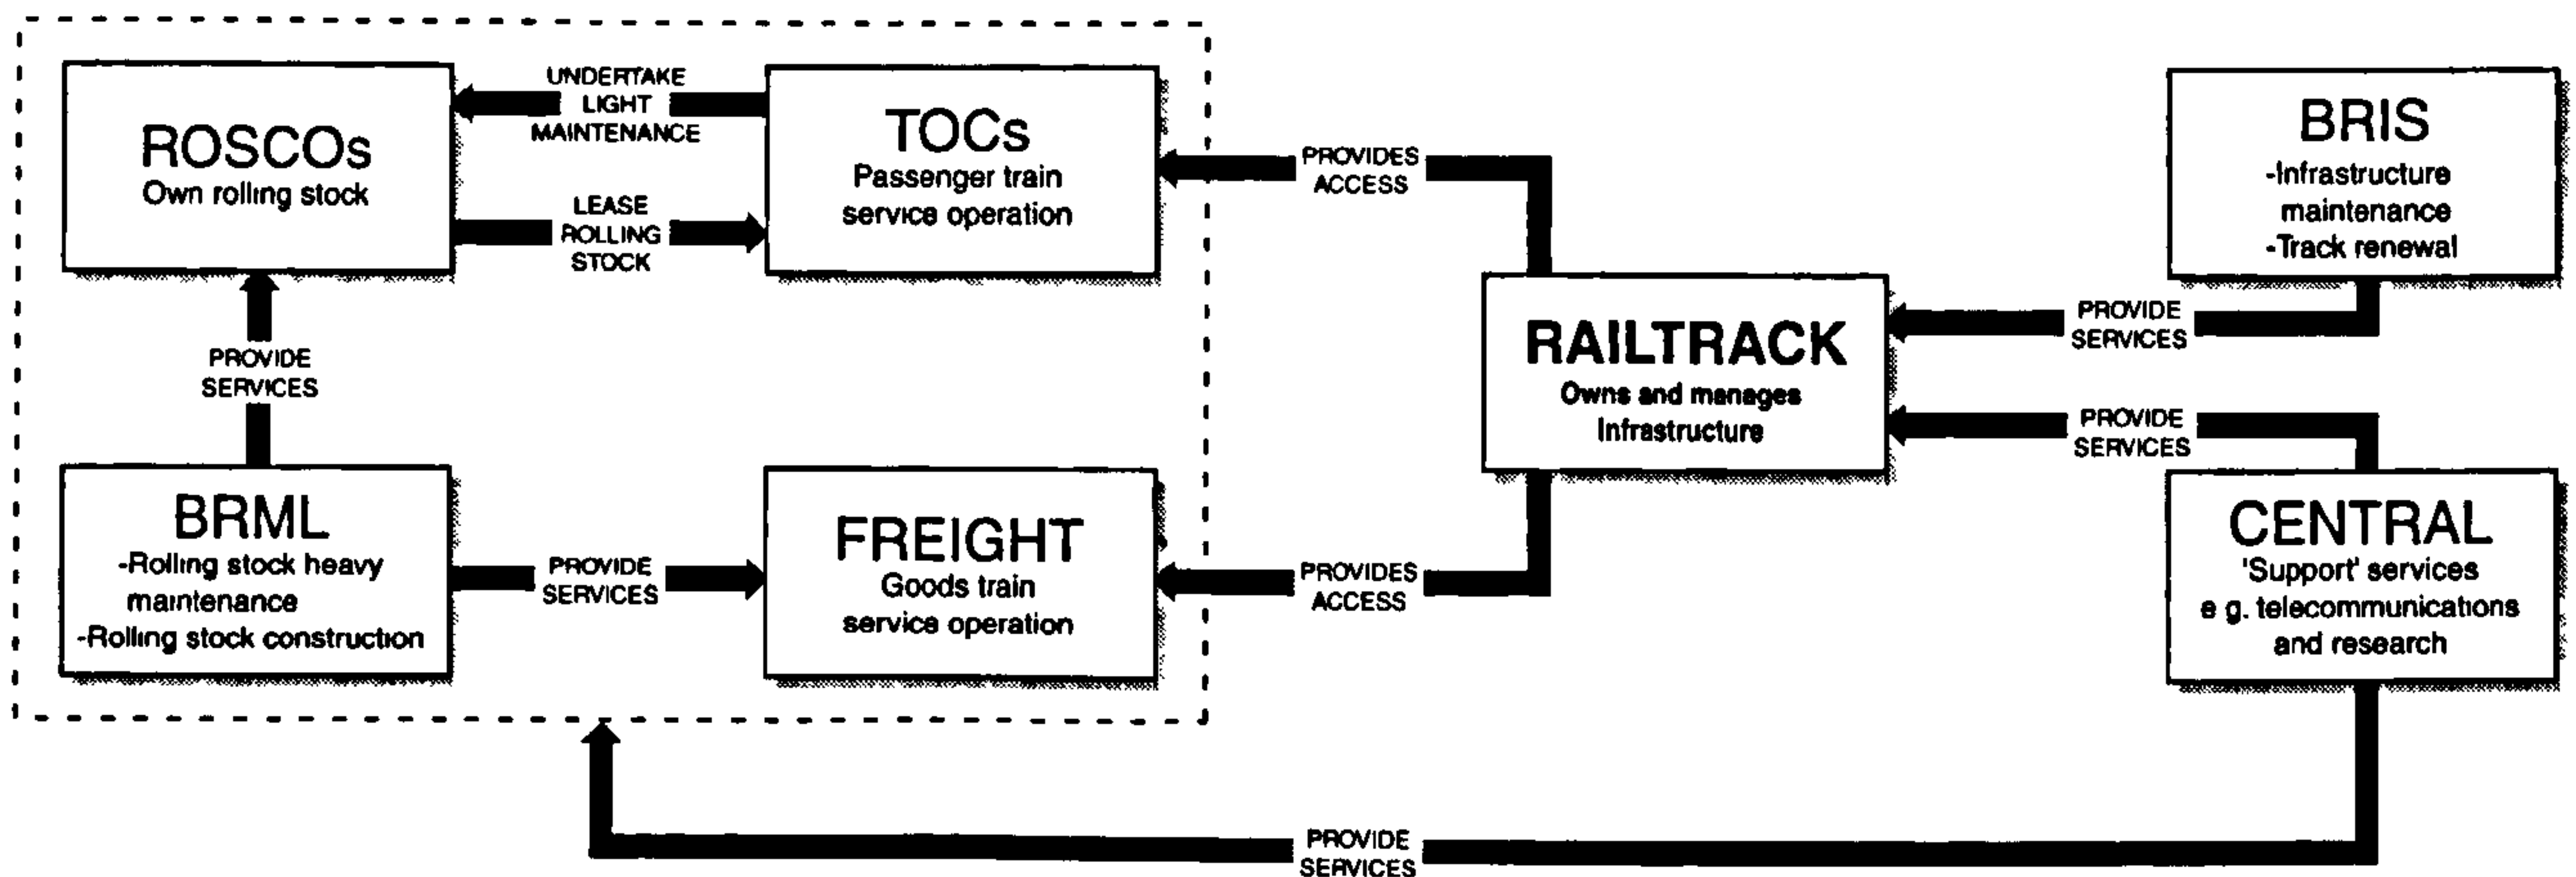 ROSCOs
Own rolling stock
UNDERTAKE
LIGHT
MAINTENANCE
LEASE
ROLLING
STOCK
TOCs
Passenger train
service operation
PROVIDES
ACCESS
BRIS
-Infrastructure
maintenance
-Track renewal
PROVIDE
SERVICES
RAILTRACK
Owns and manages
Infrastructure
PROVIDE
SERVICES
PROVIDE
SERVICES
BRML
-Rolling stock heavy
maintenance
-Rolling stock construction
PROVIDE
SERVICES
FREIGHT
Goods train
service operation
PROVIDES
ACCESS
CENTRAL
'Support' services
e g. telecommunications
and research
PROVIDE
SERVICES